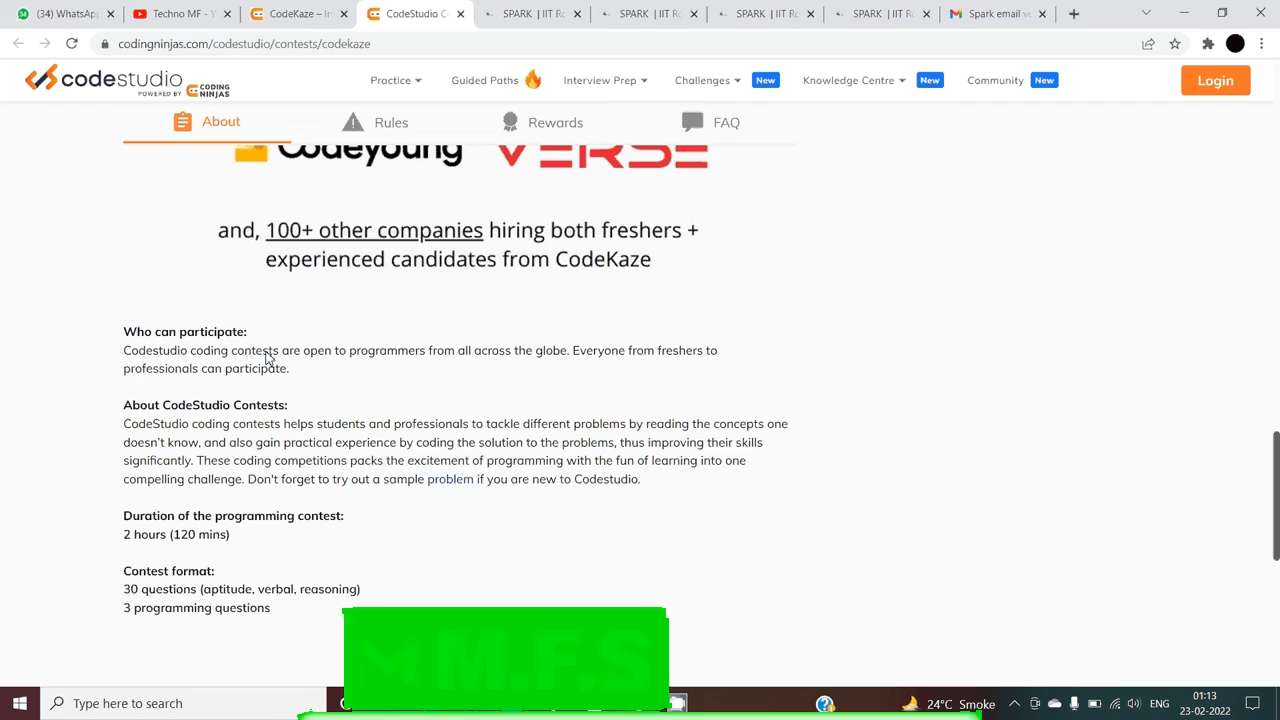 (34) WhatsApp
Techno MF - W
CodeKaze – In
CodeStudio C
SPARK | IIT Ro
SPARK | IIT Ro
SPARK | IIT Ro
SPARK | IIT Ro
Spark email ve
codingninjas.com/codestudio/contests/codekaze
codestudio
POWERED BY CODING NINJAS
Practice
Guided Paths
Interview Prep
Challenges New
Knowledge Centre New
Community New
Login
About
Rules
Rewards
FAQ
Codeyoung VERSE
and, 100+ other companies hiring both freshers +
experienced candidates from CodeKaze
Who can participate:
Codestudio coding contests are open to programmers from all across the globe. Everyone from freshers to
professionals can participate.
About CodeStudio Contests:
CodeStudio coding contests helps students and professionals to tackle different problems by reading the concepts one
doesn't know, and also gain practical experience by coding the solution to the problems, thus improving their skills
significantly. These coding competitions packs the excitement of programming with the fun of learning into one
compelling challenge. Don't forget to try out a sample problem if you are new to Codestudio.
Duration of the programming contest:
2 hours (120 mins)
Contest format:
30 questions (aptitude, verbal, reasoning)
3 programming questions
M.F.S
Type here to search
24°C Smoke
ENG
01:13
23-02-2022